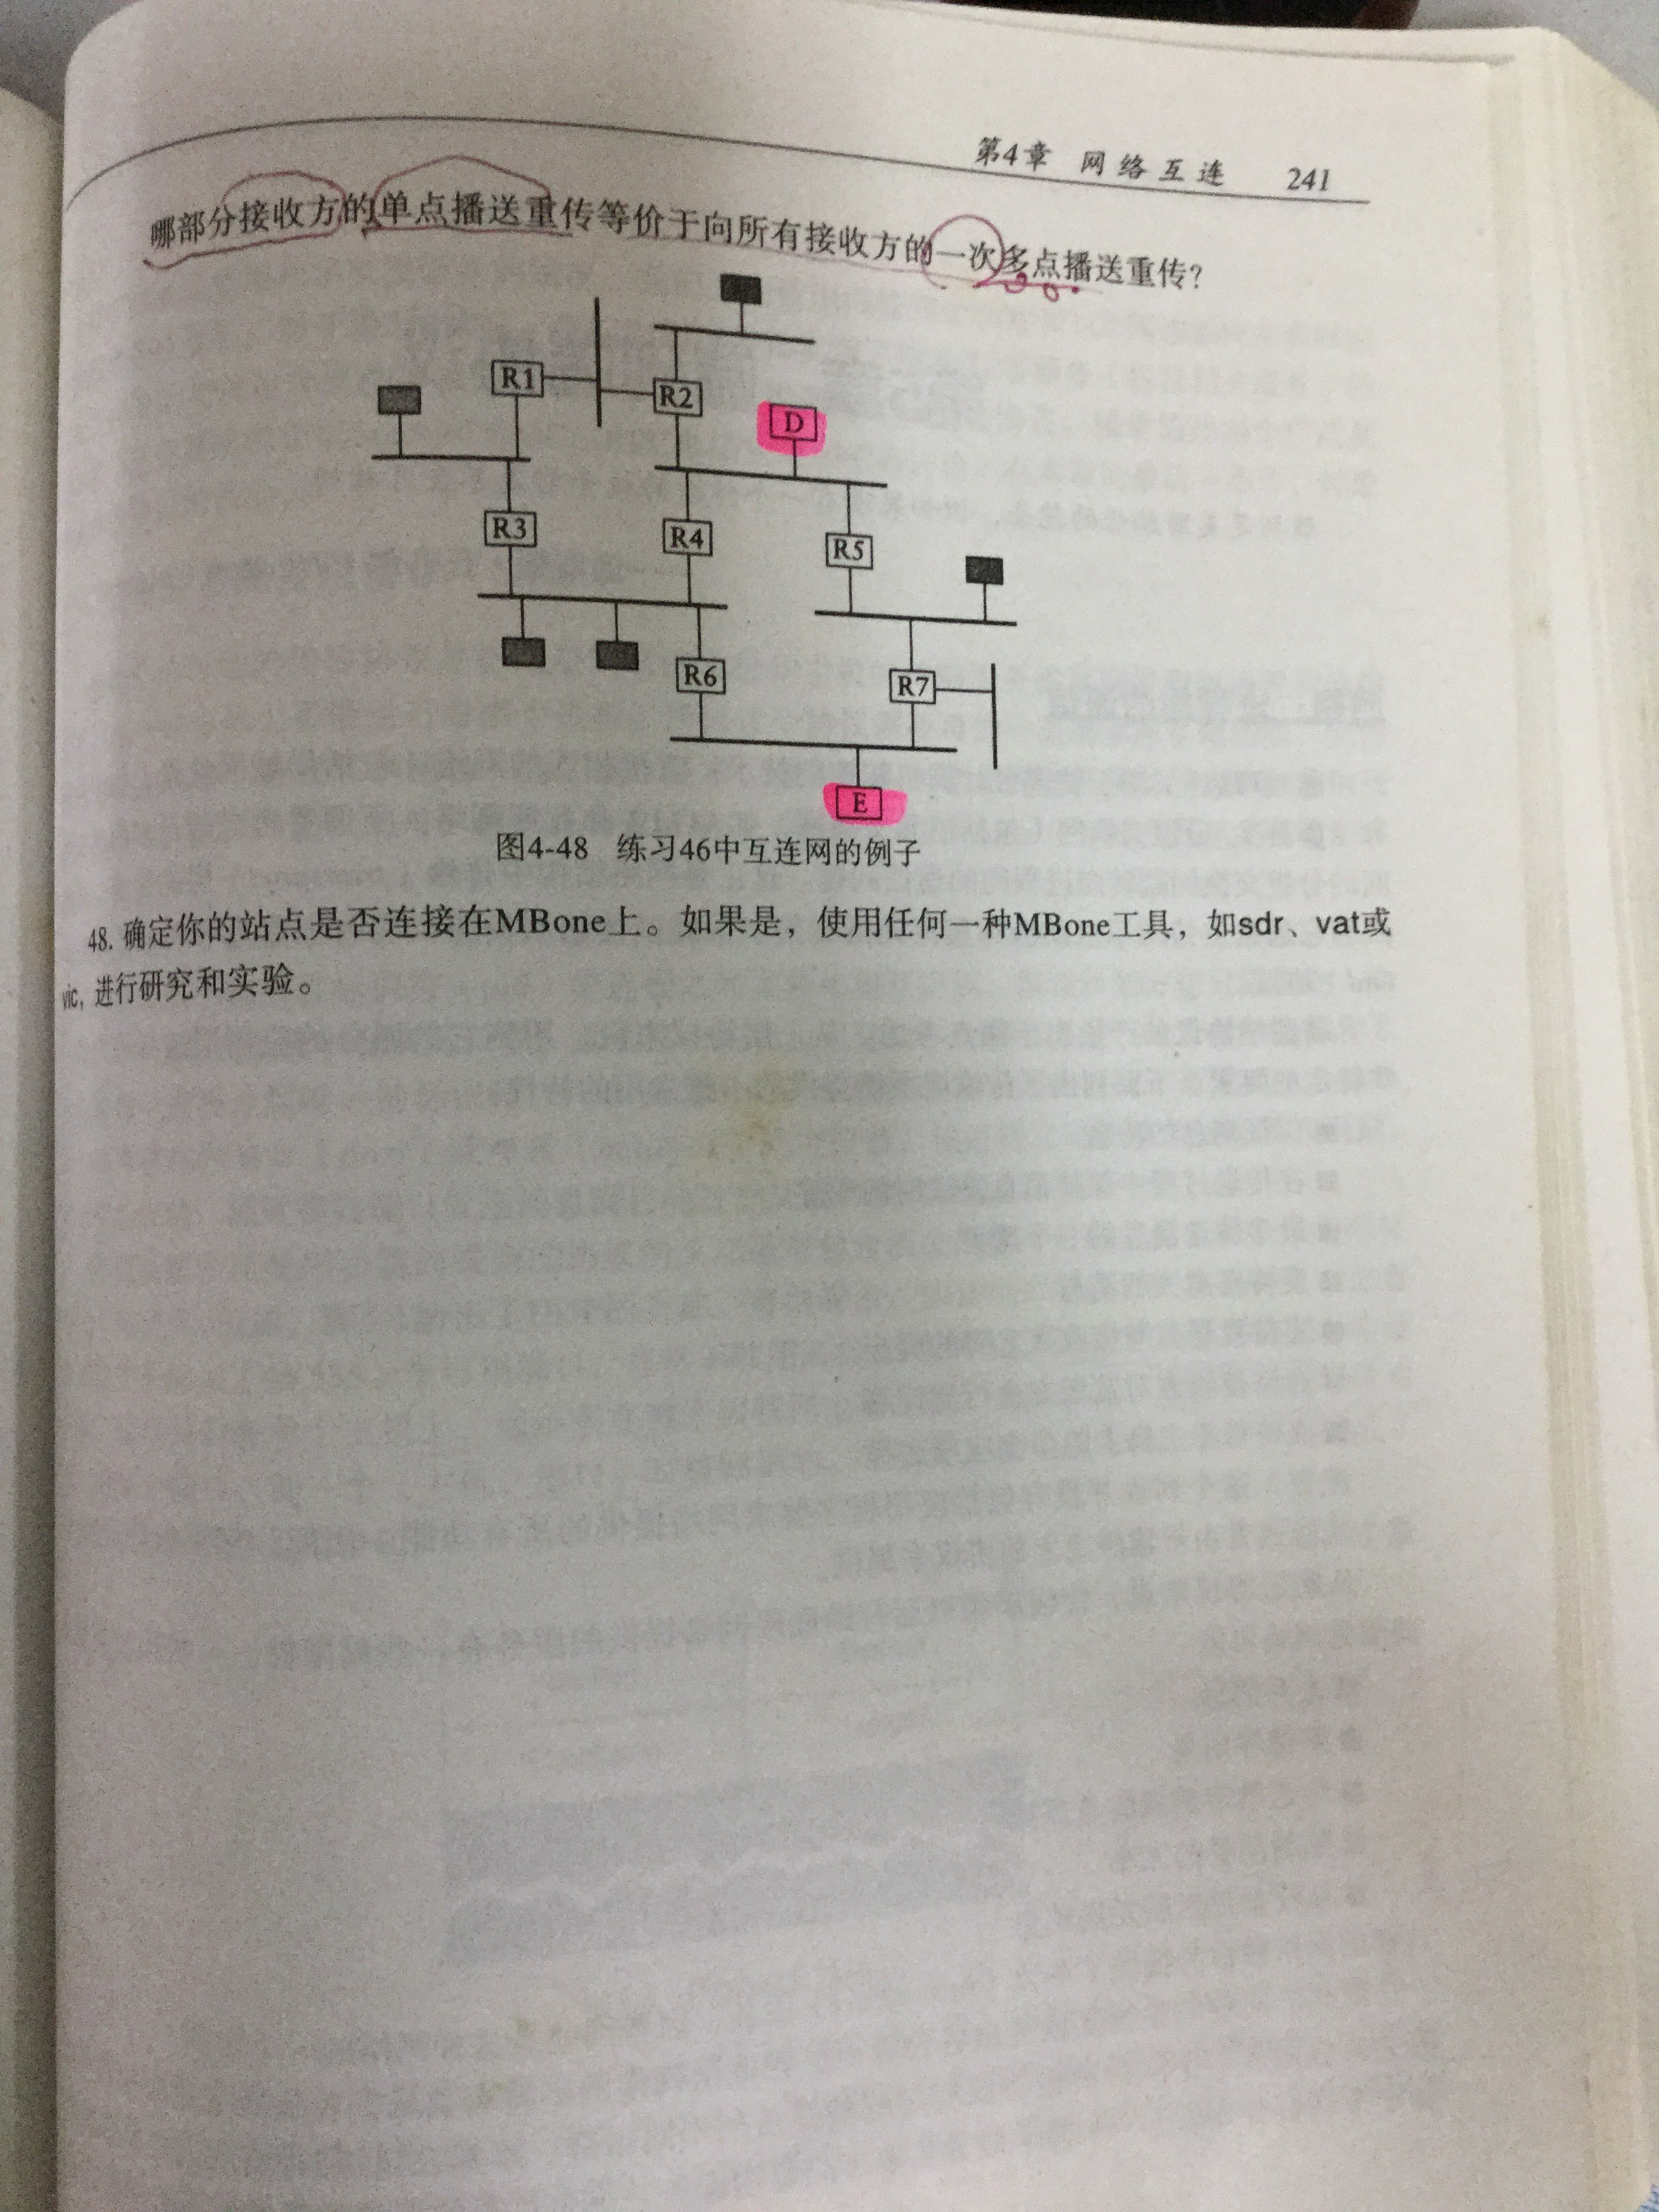 第4章 网络互连 241
哪部分接收方的单点播送重传等价于向所有接收方的一次多点播送重传?
R1
R2
D
R3
R4
R5
R6
R7
E
图4-48 练习46中互连网的例子
48. 确定你的站点是否连接在MBone上。如果是，使用任何一种MBone工具，如sdr、vat或
vic, 进行研究和实验。